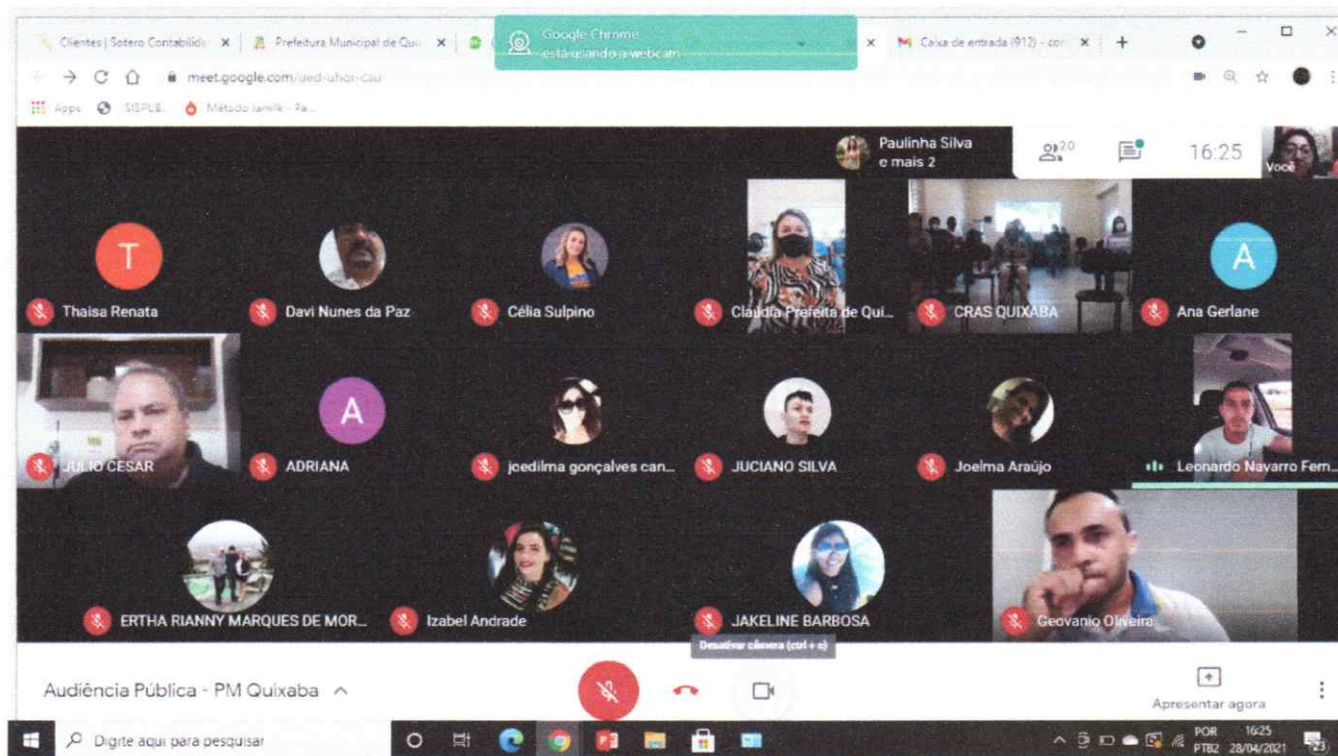 Clientes | Sotero Contabilid
Prefeitura Municipal de Qui
Google Chrome
está usando a webcam
Caixa de entrada (912) - con
meet.google.com/
Apps
Método Jamilk - Pa...
Paulinha Silva
e mais 2
20
16:25
Você
T
Thaisa Renata
Davi Nunes da Paz
Célia Sulpino
Cláudia Prefeita de Qui...
CRAS QUIXABA
A
Ana Gerlane
JULIO CESAR
A
ADRIANA
joedilma gonçalves can...
JUCIANO SILVA
Joelma Araújo
Leonardo Navarro Fern...
ERTHA RIANNY MARQUES DE MOR...
Izabel Andrade
JAKELINE BARBOSA
Geovanio Oliveira
Desativar câmera (ctrl + e)
Audiência Pública - PM Quixaba
Apresentar agora
Digite aqui para pesquisar
POR
PTB2
16:25
28/04/2021